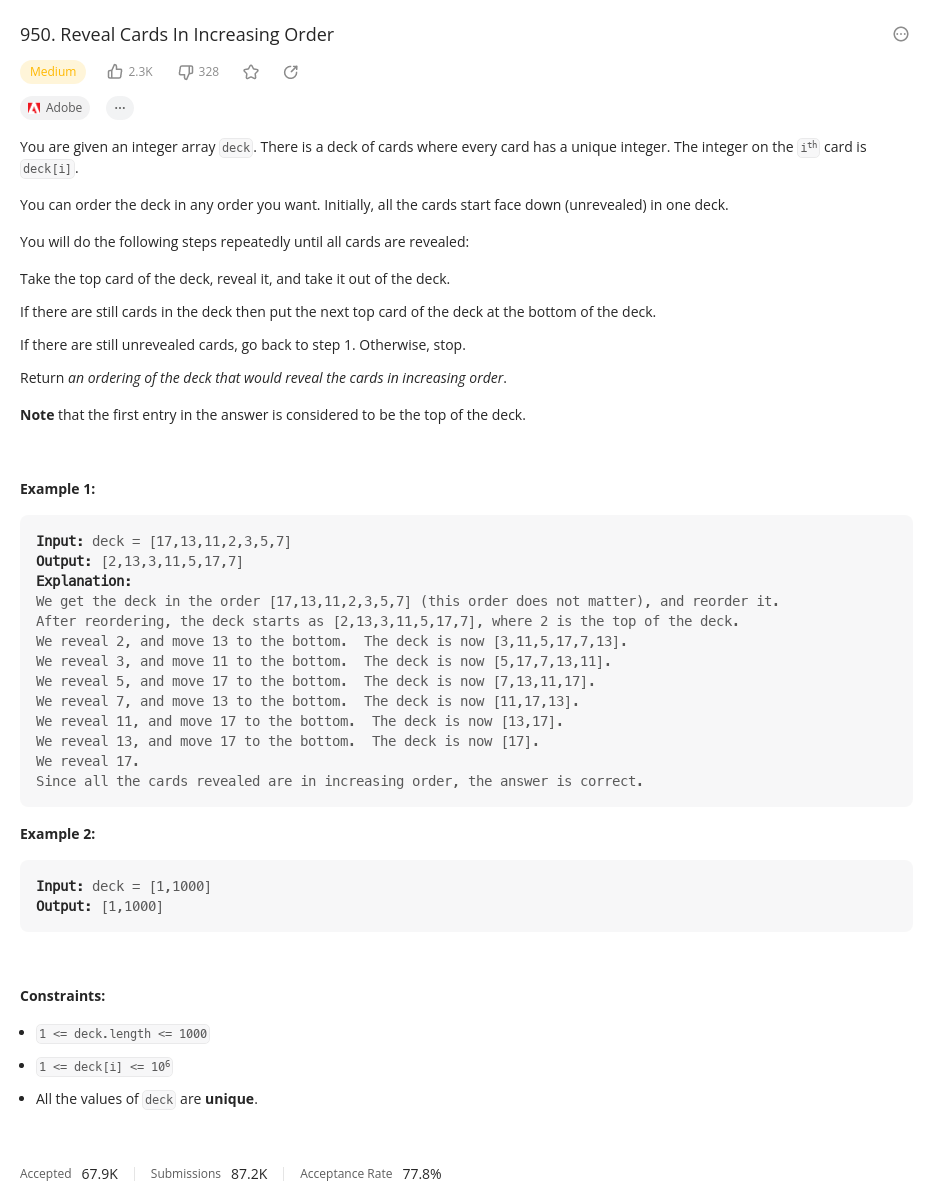 950. Reveal Cards In Increasing Order
Medium 2.3K 328
Adobe ...
You are given an integer array deck. There is a deck of cards where every card has a unique integer. The integer on the ith card is
deck[i].
You can order the deck in any order you want. Initially, all the cards start face down (unrevealed) in one deck.
You will do the following steps repeatedly until all cards are revealed:
Take the top card of the deck, reveal it, and take it out of the deck.
If there are still cards in the deck then put the next top card of the deck at the bottom of the deck.
If there are still unrevealed cards, go back to step 1. Otherwise, stop.
Return an ordering of the deck that would reveal the cards in increasing order.
Note that the first entry in the answer is considered to be the top of the deck.
Example 1:
Input: deck = [17,13,11,2,3,5,7]
Output: [2,13,3,11,5,17,7]
Explanation:
We get the deck in the order [17,13,11,2,3,5,7] (this order does not matter), and reorder it.
After reordering, the deck starts as [2,13,3,11,5,17,7], where 2 is the top of the deck.
We reveal 2, and move 13 to the bottom.  The deck is now [3,11,5,17,7,13].
We reveal 3, and move 11 to the bottom.  The deck is now [5,17,7,13,11].
We reveal 5, and move 17 to the bottom.  The deck is now [7,13,11,17].
We reveal 7, and move 13 to the bottom.  The deck is now [11,17,13].
We reveal 11, and move 17 to the bottom.  The deck is now [13,17].
We reveal 13, and move 17 to the bottom.  The deck is now [17].
We reveal 17.
Since all the cards revealed are in increasing order, the answer is correct.
Example 2:
Input: deck = [1,1000]
Output: [1,1000]
Constraints:
• 1 <= deck.length <= 1000
• 1 <= deck[i] <= 10^6
• All the values of deck are unique.
Accepted 67.9K Submissions 87.2K Acceptance Rate 77.8%